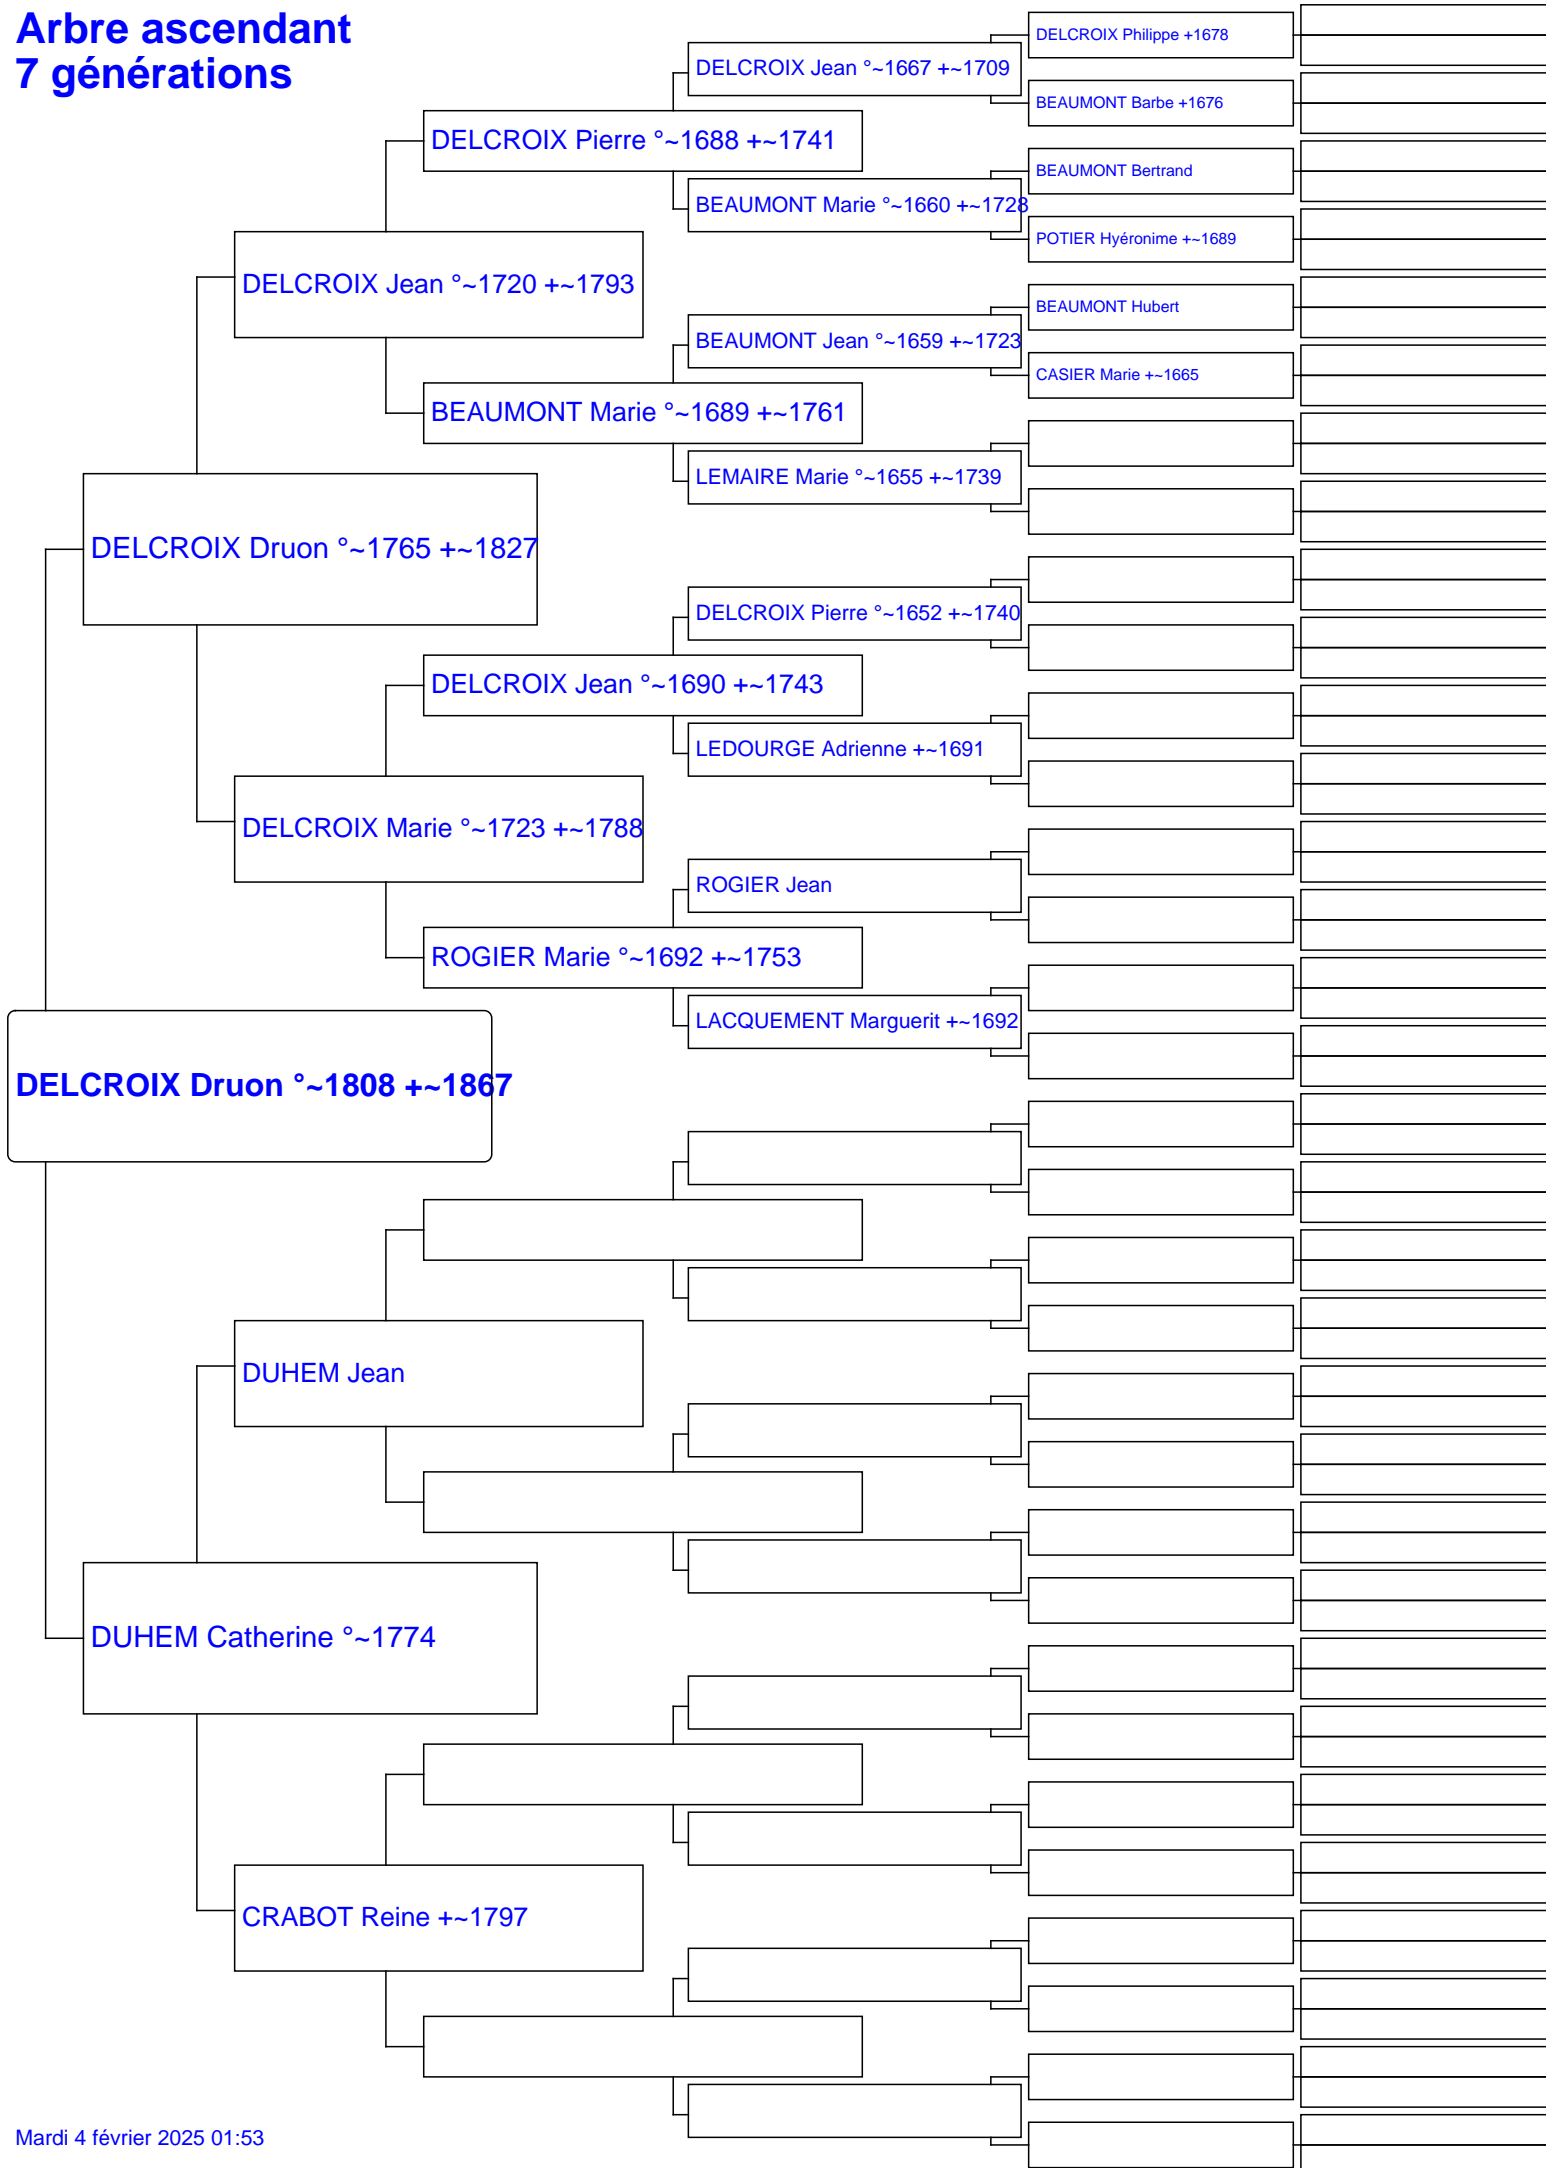 Arbre ascendant
7 générations
DELCROIX Philippe +1678
DELCROIX Jean °~1667 +~1709
BEAUMONT Barbe +1676
DELCROIX Pierre °~1688 +~1741
BEAUMONT Bertrand
BEAUMONT Marie °~1660 +~1728
POTIER Hyéronime +~1689
DELCROIX Jean °~1720 +~1793
BEAUMONT Hubert
BEAUMONT Jean °~1659 +~1723
CASIER Marie +~1665
BEAUMONT Marie °~1689 +~1761
LEMAIRE Marie °~1655 +~1739
DELCROIX Druon °~1765 +~1827
DELCROIX Pierre °~1652 +~1740
DELCROIX Jean °~1690 +~1743
LEDOURGE Adrienne +~1691
DELCROIX Marie °~1723 +~1788
ROGIER Jean
ROGIER Marie °~1692 +~1753
LACQUEMENT Marguerit +~1692
DELCROIX Druon °~1808 +~1867
DUHEM Jean
DUHEM Catherine °~1774
CRABOT Reine +~1797
Mardi 4 février 2025 01:53